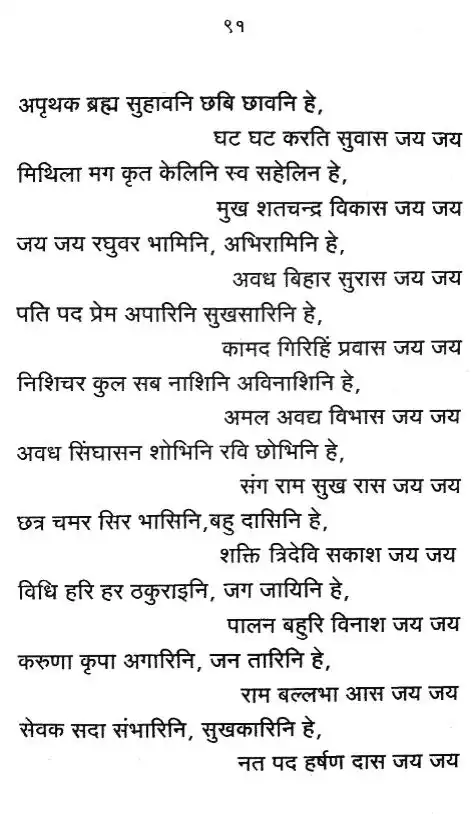 ९१
अपृथक ब्रह्म सुहावनि छबि छावनि हे,
घट घट करति सुवास जय जय
मिथिला मग कृत केलिनि स्व सहेलिन हे,
मुख शतचन्द्र विकास जय जय
जय जय रघुवर भामिनि, अभिरामिनि हे,
अवध बिहार सुरास जय जय
पति पद प्रेम अपारिनि सुखसारिनि हे,
कामद गिरिहिं प्रवास जय जय
निशिचर कुल सब नाशिनि अविनाशिनि हे,
अमल अवद्य विभास जय जय
अवध सिंघासन शोभिनि रवि छोभिनि हे,
संग राम सुख रास जय जय
छत्र चमर सिर भासिनि,बहु दासिनि हे,
शक्ति त्रिदेवि सकाश जय जय
विधि हरि हर ठकुराइनि, जग जायिनि हे,
पालन बहुरि विनाश जय जय
करुणा कृपा अगारिनि, जन तारिनि हे,
राम बल्लभा आस जय जय
सेवक सदा संभारिनि, सुखकारिनि हे,
नत पद हर्षण दास जय जय